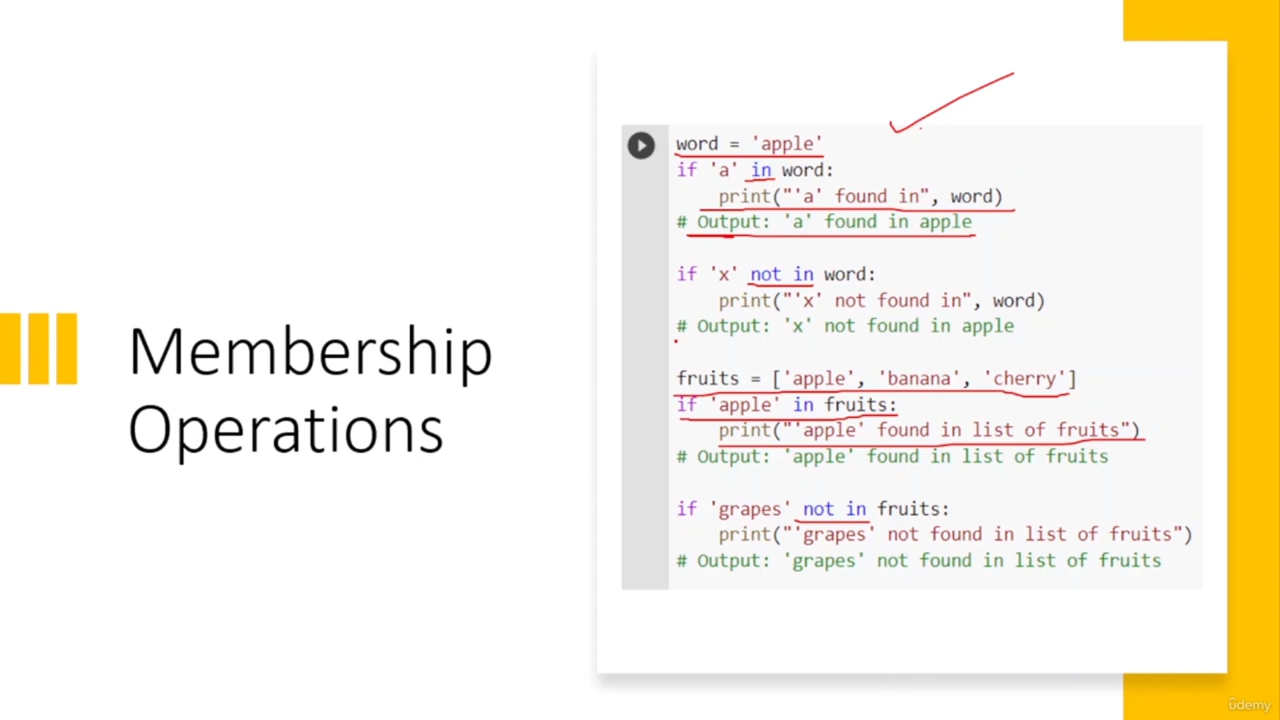 Membership
Operations
word = 'apple'
if 'a' in word:
    print("'a' found in", word)
# Output: 'a' found in apple
if 'x' not in word:
    print("'x' not found in", word)
# Output: 'x' not found in apple
fruits = ['apple', 'banana', 'cherry']
if 'apple' in fruits:
    print("'apple' found in list of fruits")
# Output: 'apple' found in list of fruits
if 'grapes' not in fruits:
    print("'grapes' not found in list of fruits")
# Output: 'grapes' not found in list of fruits
ûdemy